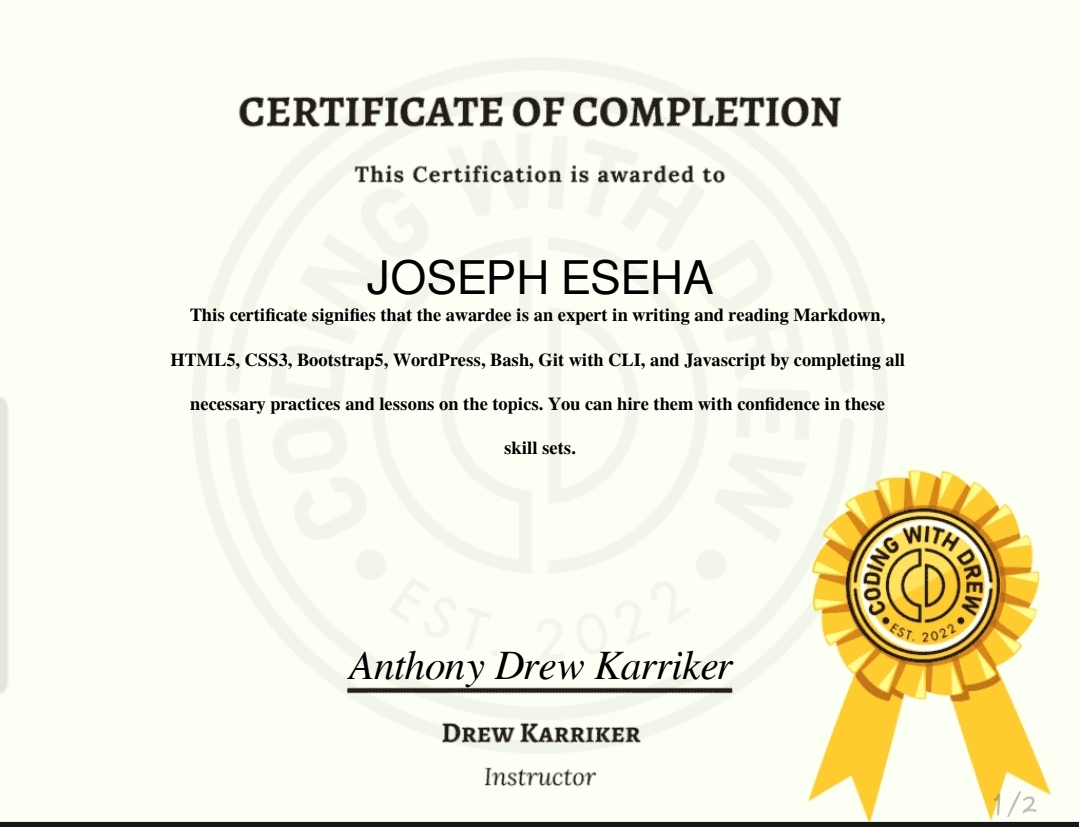 CERTIFICATE OF COMPLETION
This Certification is awarded to
JOSEPH ESEHA
This certificate signifies that the awardee is an expert in writing and reading Markdown,
HTML5, CSS3, Bootstrap5, WordPress, Bash, Git with CLI, and Javascript by completing all
necessary practices and lessons on the topics. You can hire them with confidence in these
skill sets.
CODING WITH DREW
EST. 2022
CODING WITH DREW
EST. 2022
Anthony Drew Karriker
DREW KARRIKER
Instructor
1/2